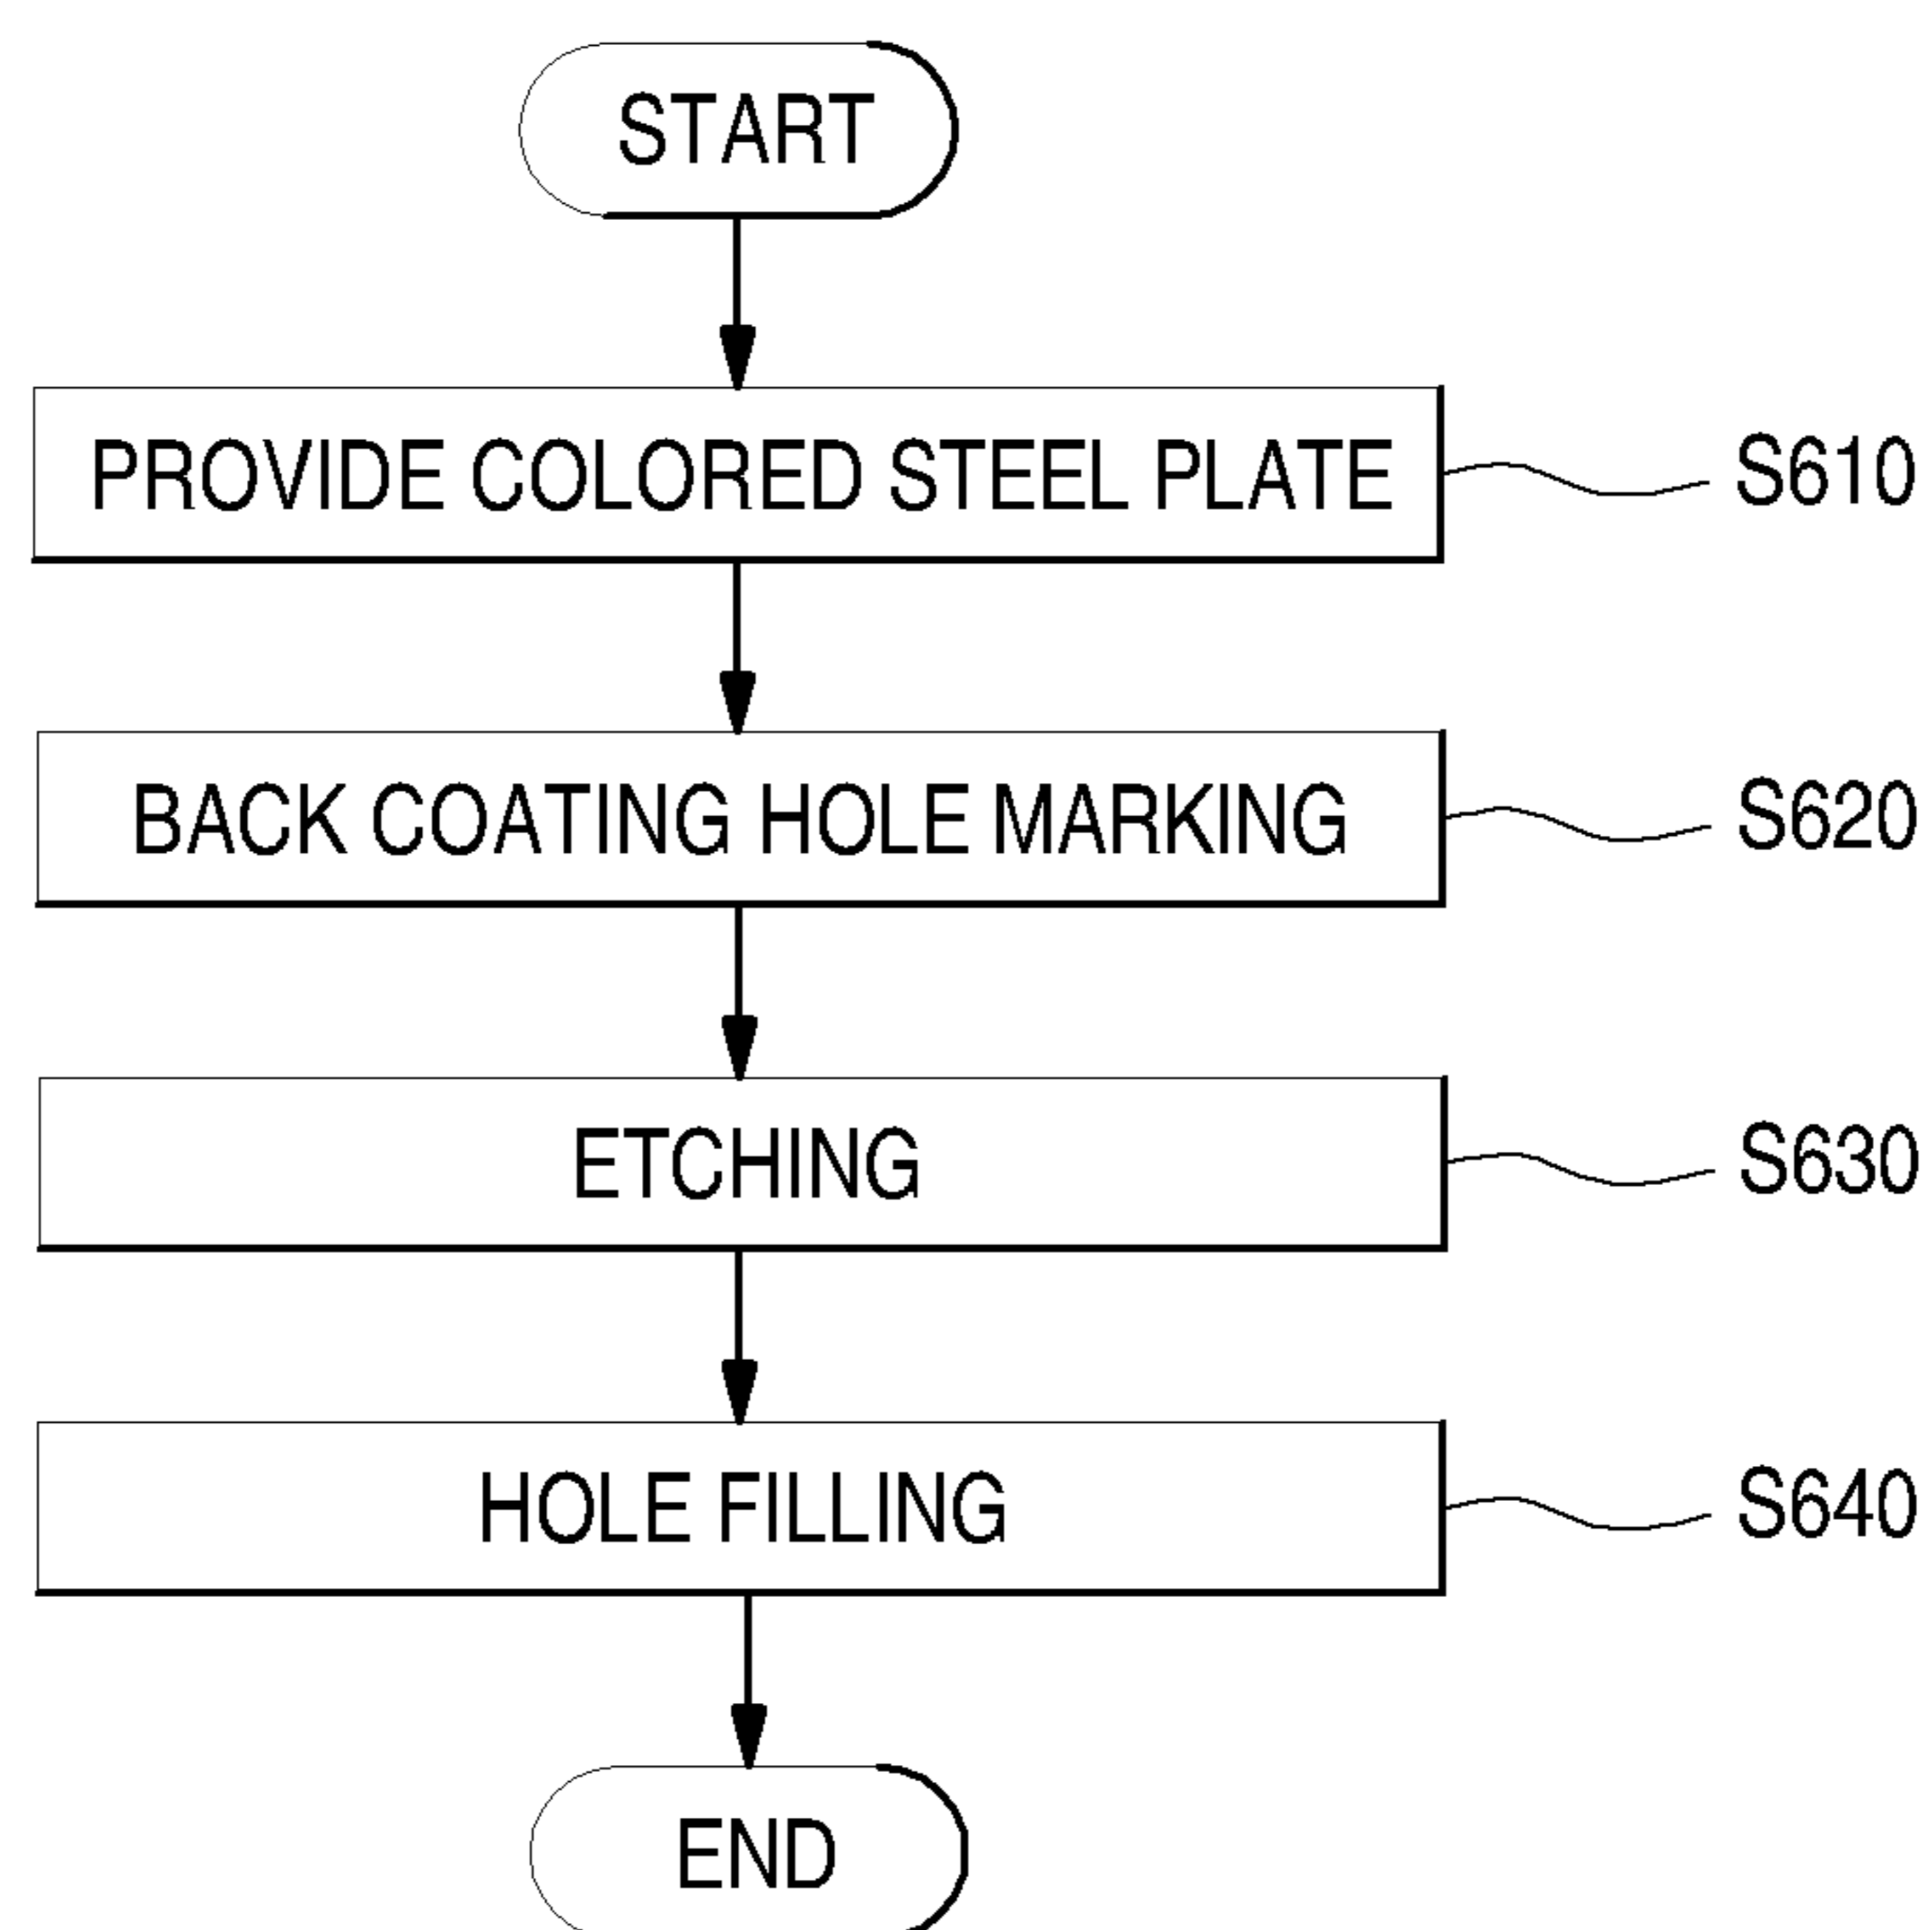 START
PROVIDE COLORED STEEL PLATE S610
BACK COATING HOLE MARKING S620
ETCHING S630
HOLE FILLING S640
END